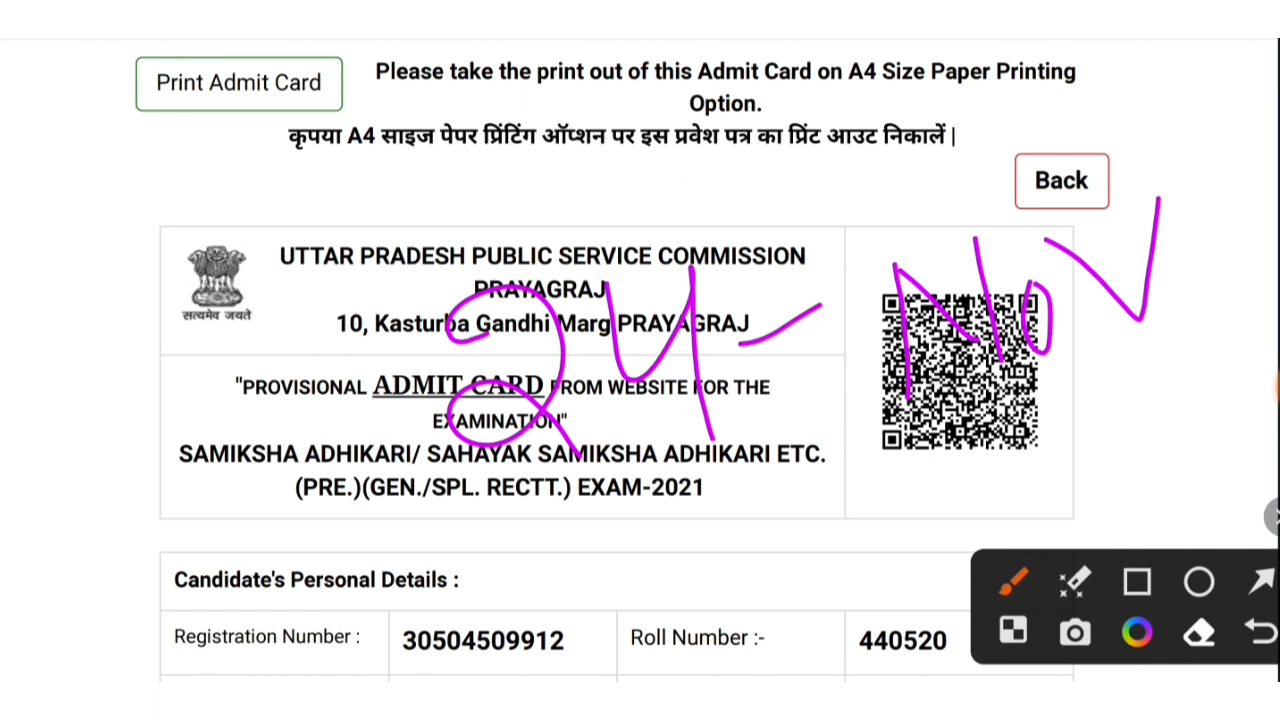 Print Admit Card
Please take the print out of this Admit Card on A4 Size Paper Printing
Option.
कृपया A4 साइज पेपर प्रिंटिंग ऑप्शन पर इस प्रवेश पत्र का प्रिंट आउट निकालें |
Back
UTTAR PRADESH PUBLIC SERVICE COMMISSION
PRAYAGRAJ
10, Kasturba Gandhi Marg PRAYAGRAJ
सत्यमेव जयते
"PROVISIONAL ADMIT CARD FROM WEBSITE FOR THE
EXAMINATION"
SAMIKSHA ADHIKARI/ SAHAYAK SAMIKSHA ADHIKARI ETC.
(PRE.)(GEN./SPL. RECTT.) EXAM-2021
24- Nov
Candidate's Personal Details :
Registration Number : 30504509912 Roll Number :- 440520